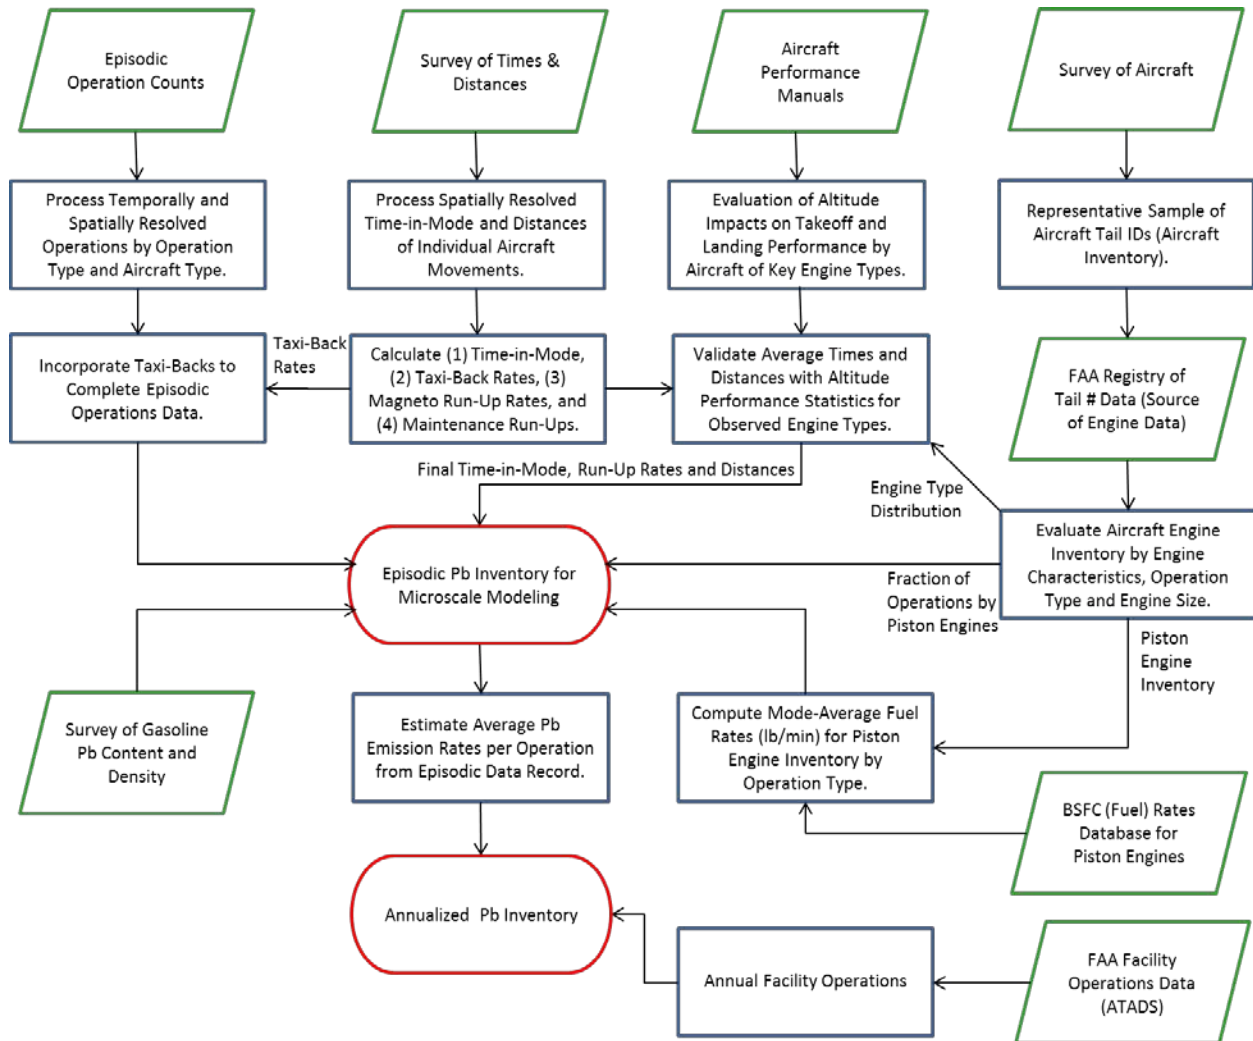 Episodic
Operation Counts
Survey of Times &
Distances
Aircraft
Performance
Manuals
Survey of Aircraft
Process Temporally and
Spatially Resolved
Operations by Operation
Type and Aircraft Type.
Process Spatially Resolved
Time-in-Mode and Distances
of Individual Aircraft
Movements.
Evaluation of Altitude
Impacts on Takeoff and
Landing Performance by
Aircraft of Key Engine Types.
Representative Sample of
Aircraft Tail IDs (Aircraft
Inventory).
Incorporate Taxi-Backs to
Complete Episodic
Operations Data.
Taxi-Back
Rates
Calculate (1) Time-in-Mode,
(2) Taxi-Back Rates, (3)
Magneto Run-Up Rates, and
(4) Maintenance Run-Ups.
Validate Average Times and
Distances with Altitude
Performance Statistics for
Observed Engine Types.
FAA Registry of
Tail # Data (Source
of Engine Data)
Final Time-in-Mode, Run-Up Rates and Distances
Engine Type
Distribution
Episodic Pb Inventory for
Microscale Modeling
Evaluate Aircraft Engine
Inventory by Engine
Characteristics, Operation
Type and Engine Size.
Fraction of
Operations by
Piston Engines
Piston
Engine
Inventory
Survey of Gasoline
Pb Content and
Density
Estimate Average Pb
Emission Rates per Operation
from Episodic Data Record.
Compute Mode-Average Fuel
Rates (lb/min) for Piston
Engine Inventory by
Operation Type.
BSFC (Fuel) Rates
Database for
Piston Engines
Annualized Pb Inventory
Annual Facility Operations
FAA Facility
Operations Data
(ATADS)